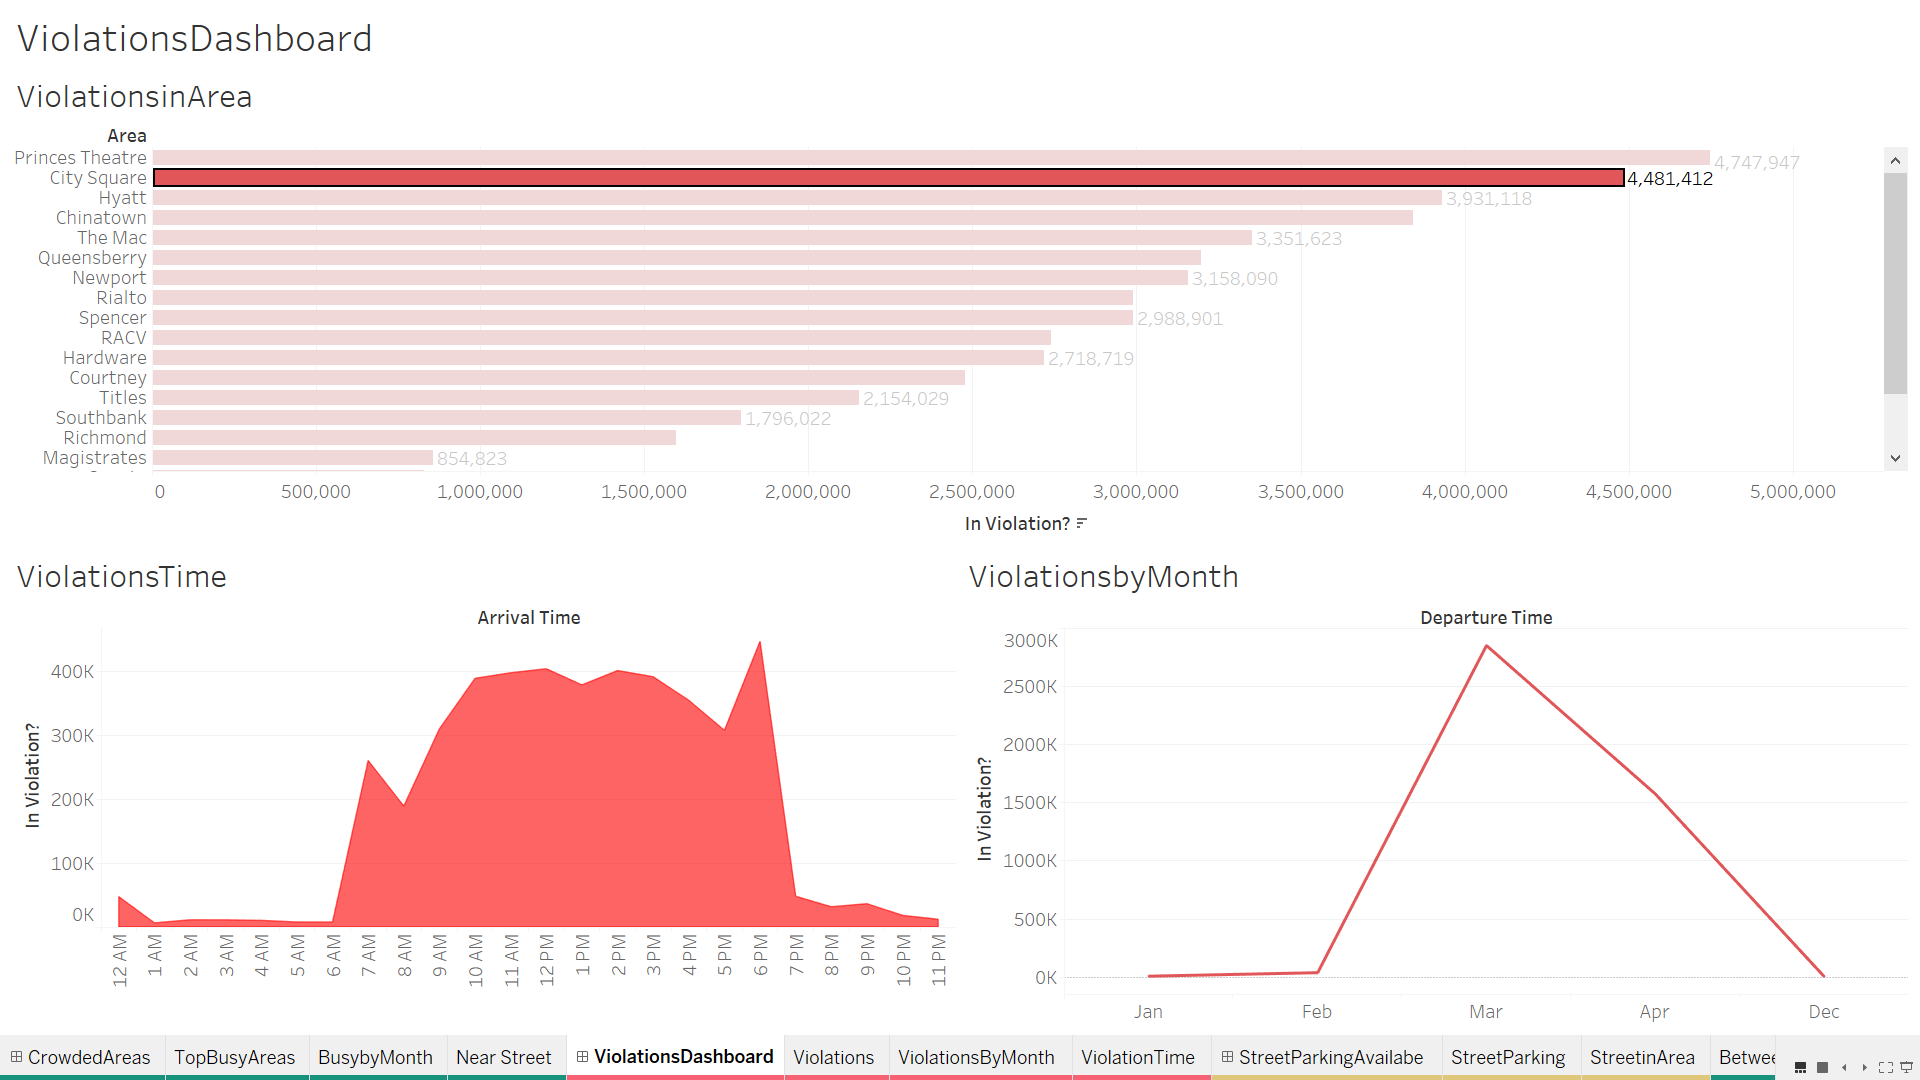 ViolationsDashboard
ViolationsinArea
Area
Princes Theatre 4,747,947
City Square 4,481,412
Hyatt 3,931,118
Chinatown
The Mac 3,351,623
Queensberry
Newport 3,158,090
Rialto
Spencer 2,988,901
RACV
Hardware 2,718,719
Courtney
Titles 2,154,029
Southbank 1,796,022
Richmond
Magistrates 854,823
0 500,000 1,000,000 1,500,000 2,000,000 2,500,000 3,000,000 3,500,000 4,000,000 4,500,000 5,000,000
In Violation?
ViolationsTime
Arrival Time
In Violation?
400K
300K
200K
100K
0K
12 AM 1 AM 2 AM 3 AM 4 AM 5 AM 6 AM 7 AM 8 AM 9 AM 10 AM 11 AM 12 PM 1 PM 2 PM 3 PM 4 PM 5 PM 6 PM 7 PM 8 PM 9 PM 10 PM 11 PM
ViolationsbyMonth
Departure Time
In Violation?
3000K
2500K
2000K
1500K
1000K
500K
0K
Jan Feb Mar Apr Dec
CrowdedAreas TopBusyAreas BusybyMonth Near Street ViolationsDashboard Violations ViolationsByMonth ViolationTime StreetParkingAvailabe StreetParking StreetinArea